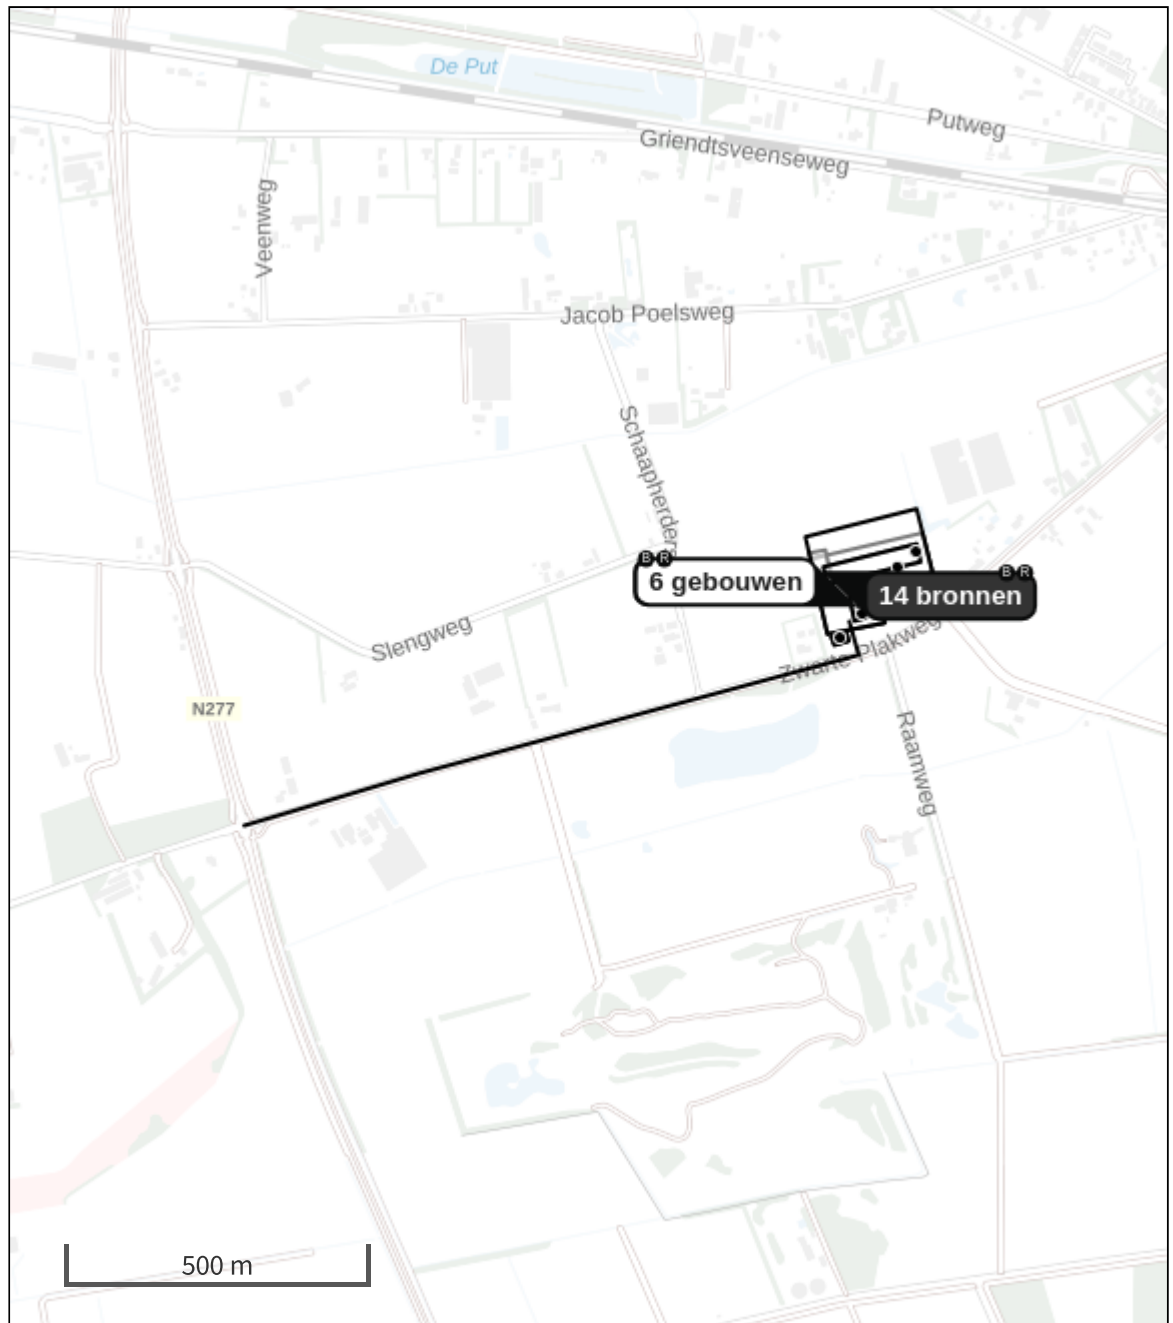 De Put
Putweg
Griendtsveenseweg
Veenweg
Jacob Poelsweg
Schaapherders
B R
6 gebouwen
B R
14 bronnen
Slengweg
Zwarte Plakweg
N277
Raamweg
500 m